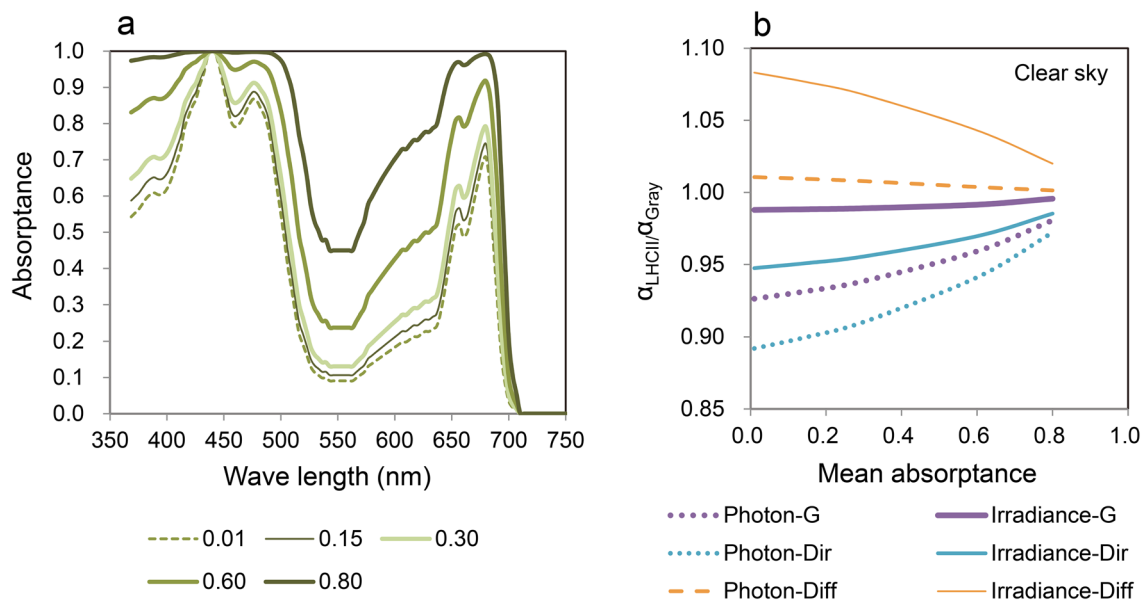 a
1.0
0.9
0.8
0.7
0.6
0.5
0.4
0.3
0.2
0.1
0.0
Absorptance
350 400 450 500 550 600 650 700 750
Wave length (nm)
0.01 0.15 0.30
0.60 0.80
b
Clear sky
1.10
1.05
1.00
0.95
0.90
0.85
αLHCII/αGray
0.0 0.2 0.4 0.6 0.8 1.0
Mean absorptance
Photon-G Irradiance-G
Photon-Dir Irradiance-Dir
Photon-Diff Irradiance-Diff